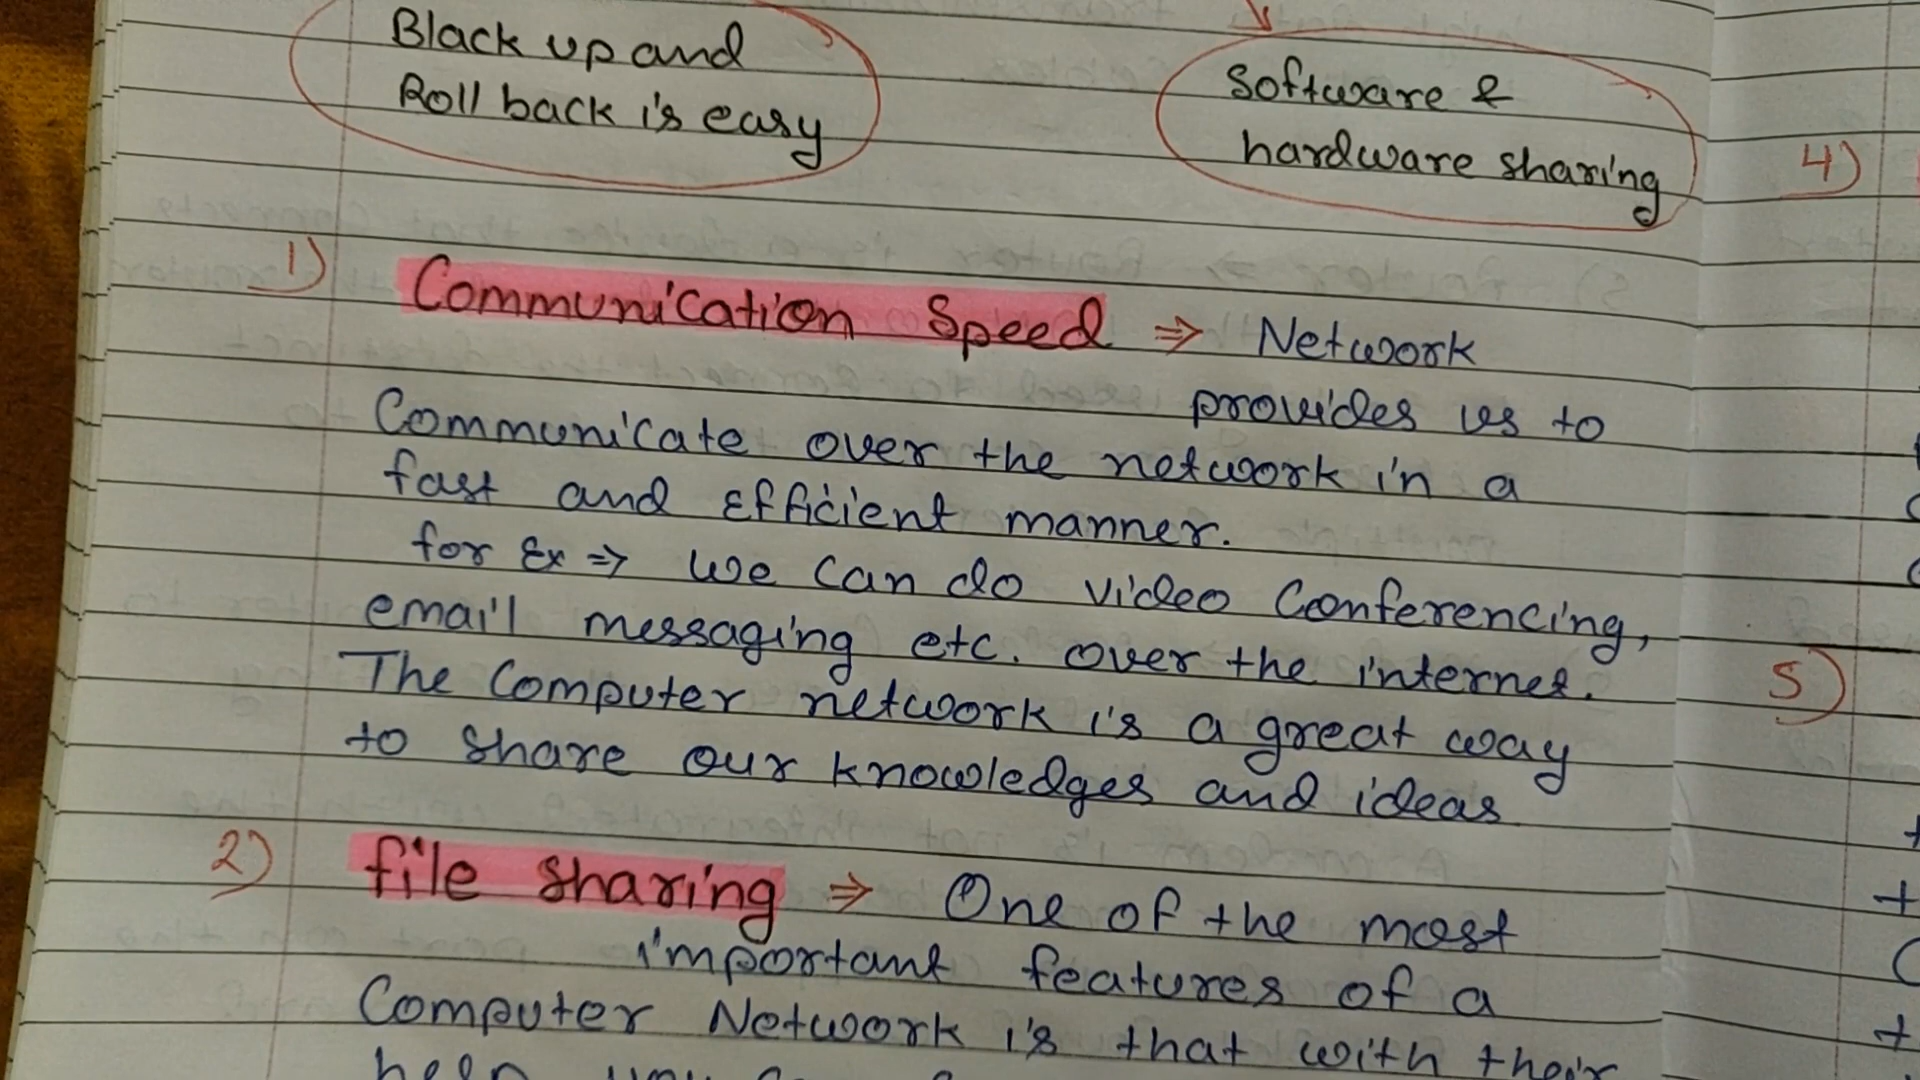 Black up and
Roll back is easy
Software &
hardware sharing
1) Communication Speed ⇒ Network
provides us to
Communicate over the network in a
fast and Efficient manner.
for Ex ⇒ we can do video Conferencing,
email messaging etc. over the internet.
The Computer network is a great way
to share our knowledges and ideas
2) file sharing ⇒ One of the most
important features of a
Computer Network is that with their
4)
5)